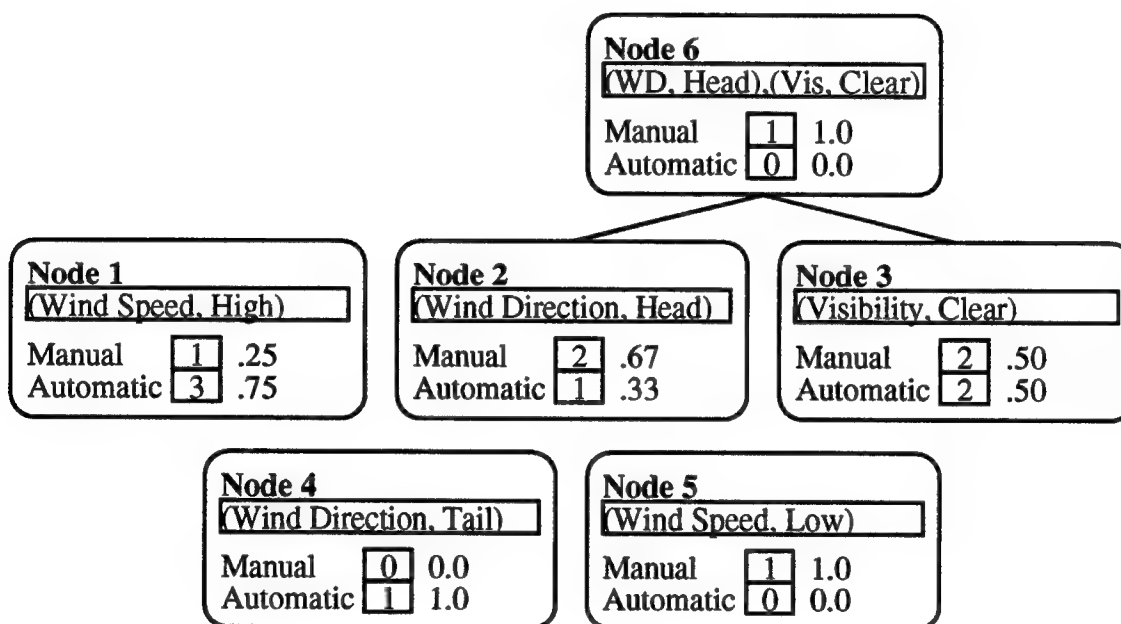 Node 6
(WD, Head),(Vis, Clear)
Manual 1 1.0
Automatic 0 0.0
Node 1
(Wind Speed, High)
Manual 1 .25
Automatic 3 .75
Node 2
(Wind Direction, Head)
Manual 2 .67
Automatic 1 .33
Node 3
(Visibility, Clear)
Manual 2 .50
Automatic 2 .50
Node 4
(Wind Direction, Tail)
Manual 0 0.0
Automatic 1 1.0
Node 5
(Wind Speed, Low)
Manual 1 1.0
Automatic 0 0.0